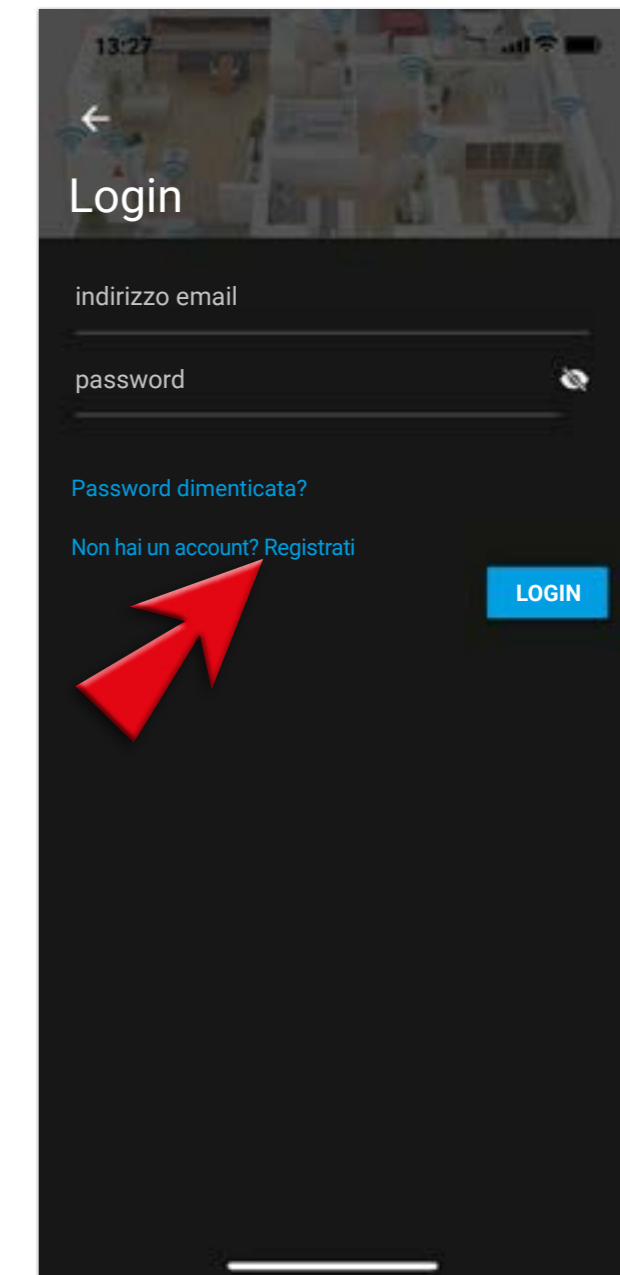 13:27
Login
indirizzo email
password
Password dimenticata?
Non hai un account? Registrati
LOGIN